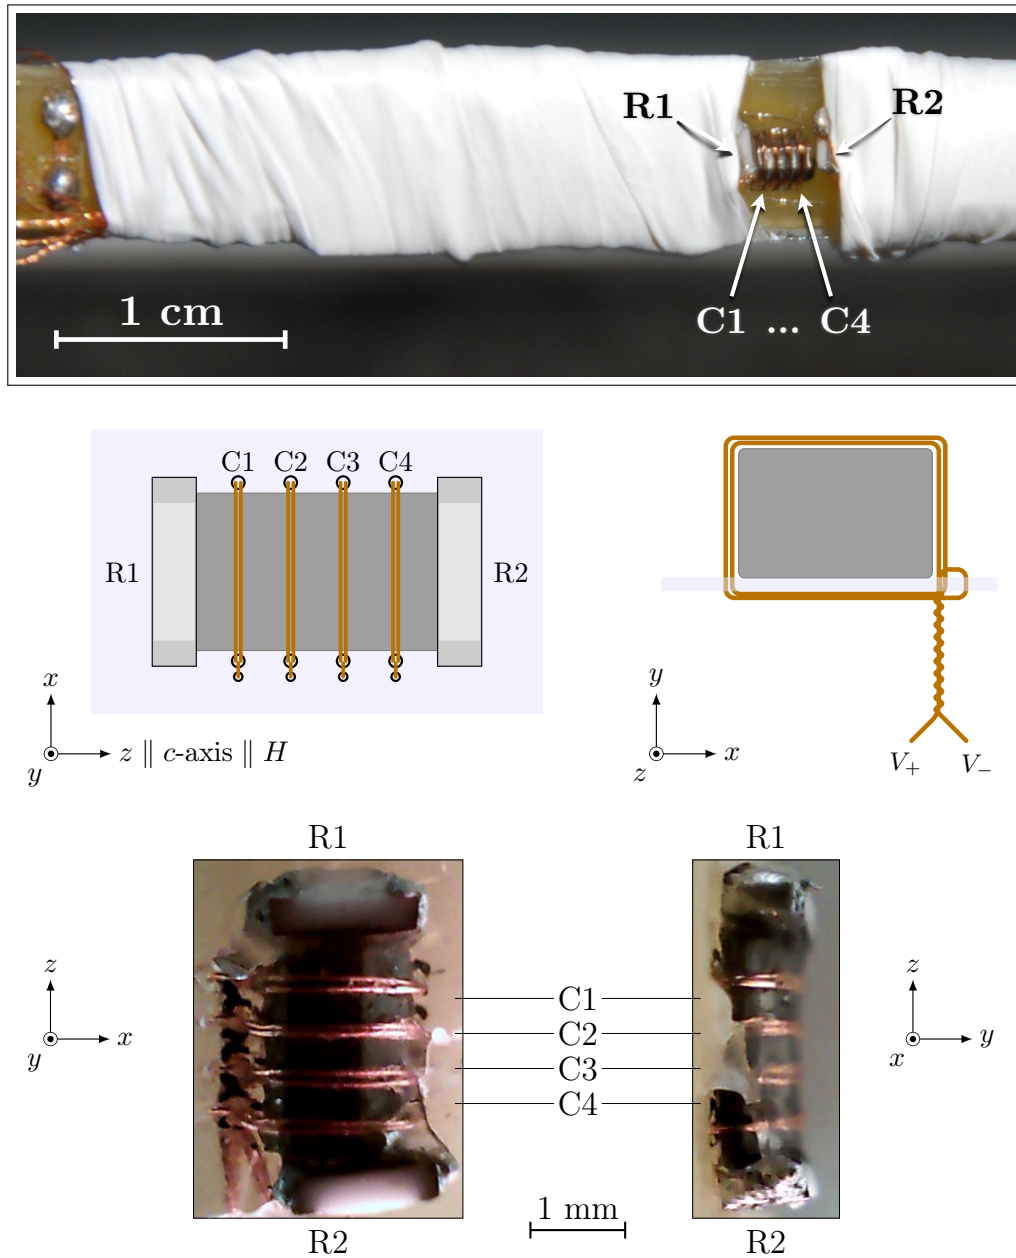 R1 R2
1 cm
C1 ... C4
C1 C2 C3 C4
R1 R2
x
z ∥ c-axis ∥ H
y
y
x
z
V₊ V₋
R1 R1
z
x
y
C1
C2
C3
C4
z
y
x
1 mm
R2 R2